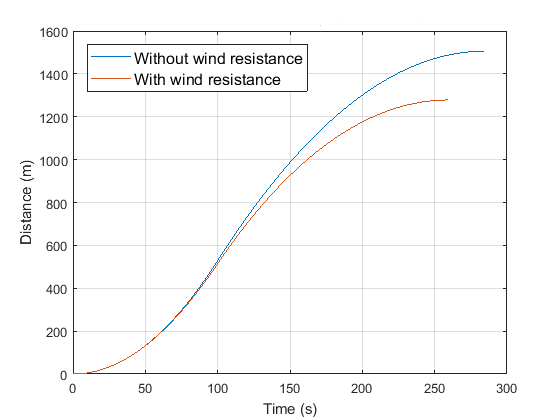 Without wind resistance
With wind resistance
1600
1400
1200
1000
800
600
400
200
0
Distance (m)
0 50 100 150 200 250 300
Time (s)